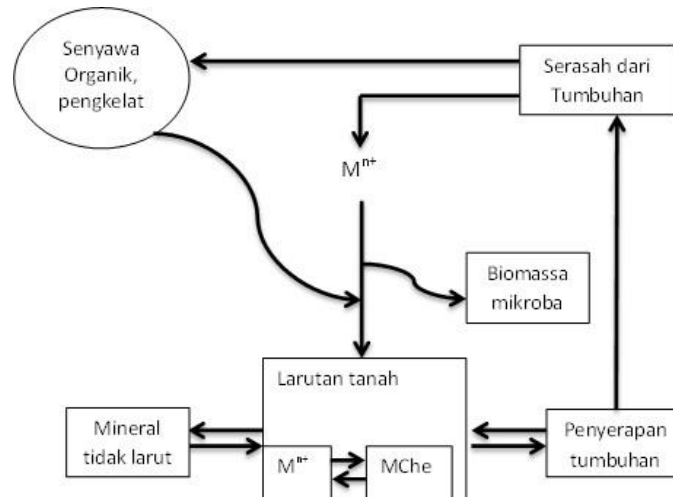 Senyawa
Organik,
pengkelat
Serasah dari
Tumbuhan
Mⁿ⁺
Biomassa
mikroba
Larutan tanah
Mineral
tidak larut
Mⁿ⁺
MChe
Penyerapan
tumbuhan